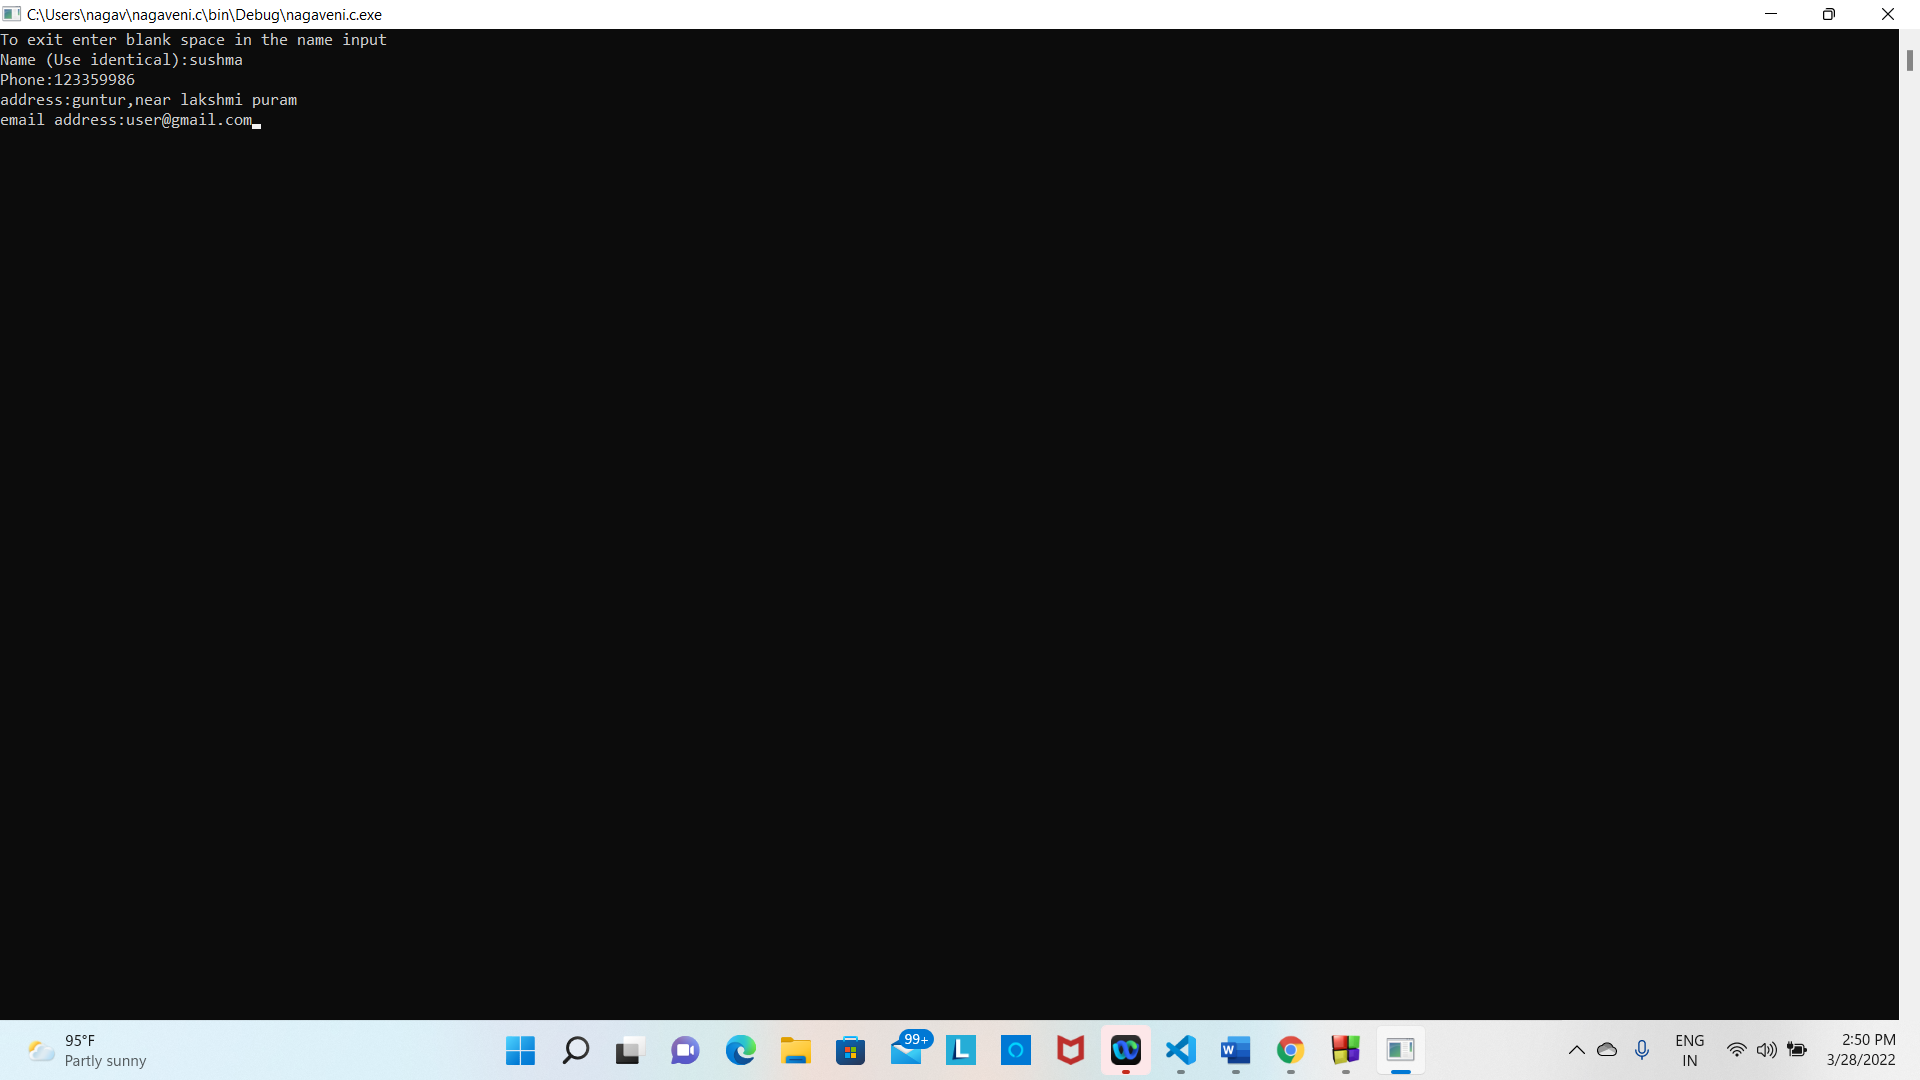 C:\Users\nagav\nagaveni.c\bin\Debug\nagaveni.c.exe
To exit enter blank space in the name input
Name (Use identical):sushma
Phone:123359986
address:guntur,near lakshmi puram
email address:user@gmail.com
95°F
Partly sunny
99+
L
W
ENG
IN
2:50 PM
3/28/2022